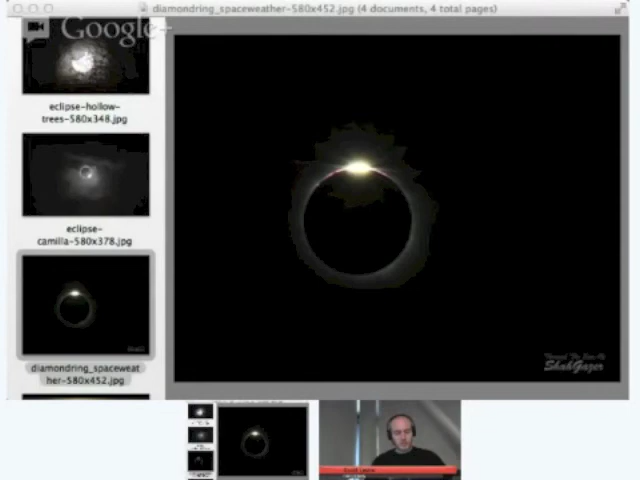 diamondring_spaceweather-580x452.jpg (4 documents, 4 total pages)
Google+
eclipse-hollow-
trees-580x348.jpg
eclipse-
camilla-580x378.jpg
diamondring_spaceweat
her-580x452.jpg
ShahGazer